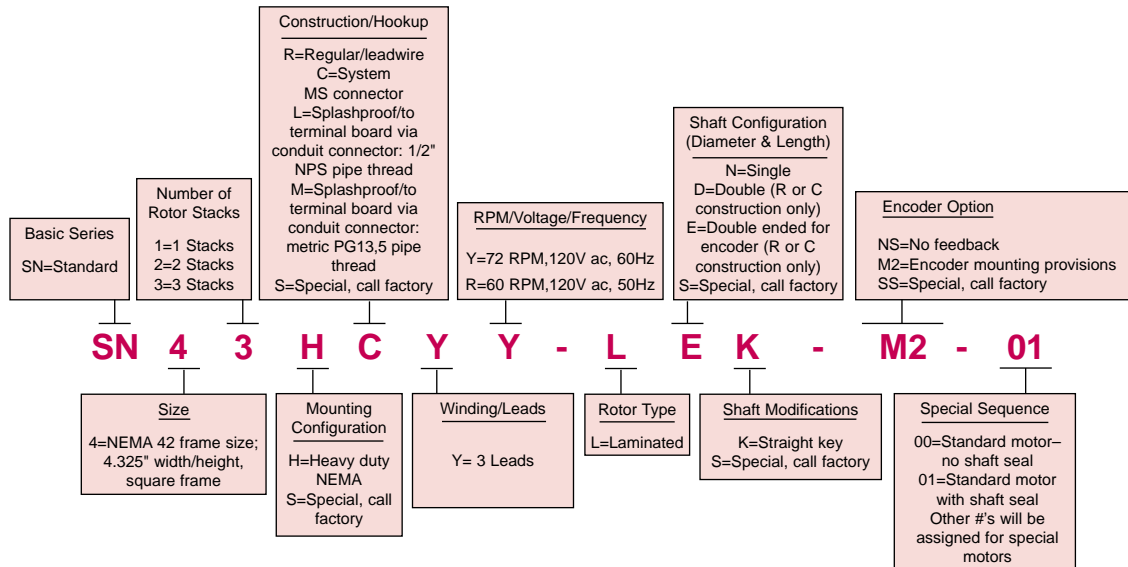 Construction/Hookup
R=Regular/leadwire
C=System
MS connector
L=Splashproof/to
terminal board via
conduit connector: 1/2"
NPS pipe thread
M=Splashproof/to
terminal board via
conduit connector:
metric PG13,5 pipe
thread
S=Special, call factory
Shaft Configuration
(Diameter & Length)
N=Single
D=Double (R or C
construction only)
E=Double ended for
encoder (R or C
construction only)
S=Special, call factory
Number of
Rotor Stacks
1=1 Stacks
2=2 Stacks
3=3 Stacks
RPM/Voltage/Frequency
Y=72 RPM,120V ac, 60Hz
R=60 RPM,120V ac, 50Hz
Encoder Option
NS=No feedback
M2=Encoder mounting provisions
SS=Special, call factory
Basic Series
SN=Standard
SN 4 3 H C Y Y - L E K - M2 - 01
Size
4=NEMA 42 frame size;
4.325" width/height,
square frame
Mounting
Configuration
H=Heavy duty
NEMA
S=Special, call
factory
Winding/Leads
Y= 3 Leads
Rotor Type
L=Laminated
Shaft Modifications
K=Straight key
S=Special, call factory
Special Sequence
00=Standard motor–
no shaft seal
01=Standard motor
with shaft seal
Other #'s will be
assigned for special
motors